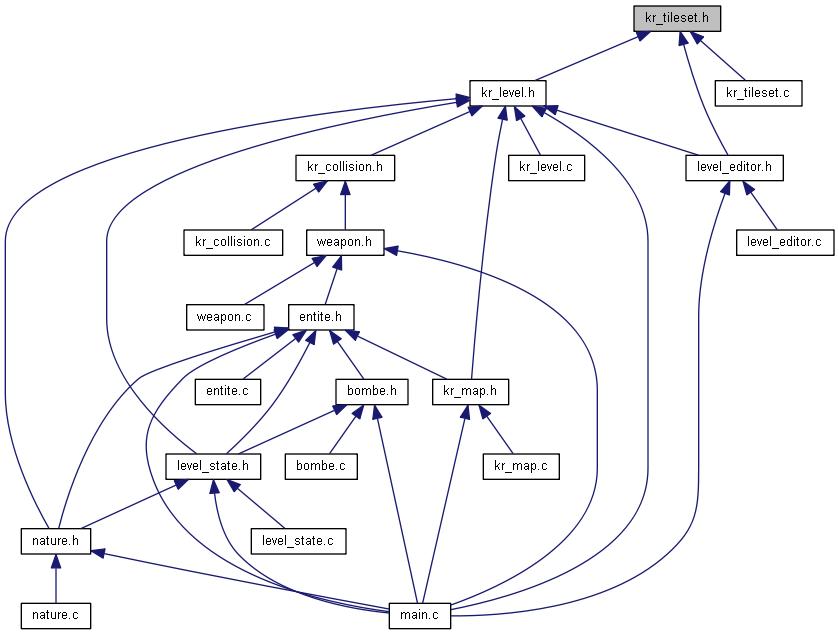 kr_tileset.h
kr_level.h
kr_tileset.c
kr_collision.h
kr_level.c
level_editor.h
kr_collision.c
weapon.h
level_editor.c
weapon.c
entite.h
entite.c
bombe.h
kr_map.h
level_state.h
bombe.c
kr_map.c
nature.h
level_state.c
nature.c
main.c